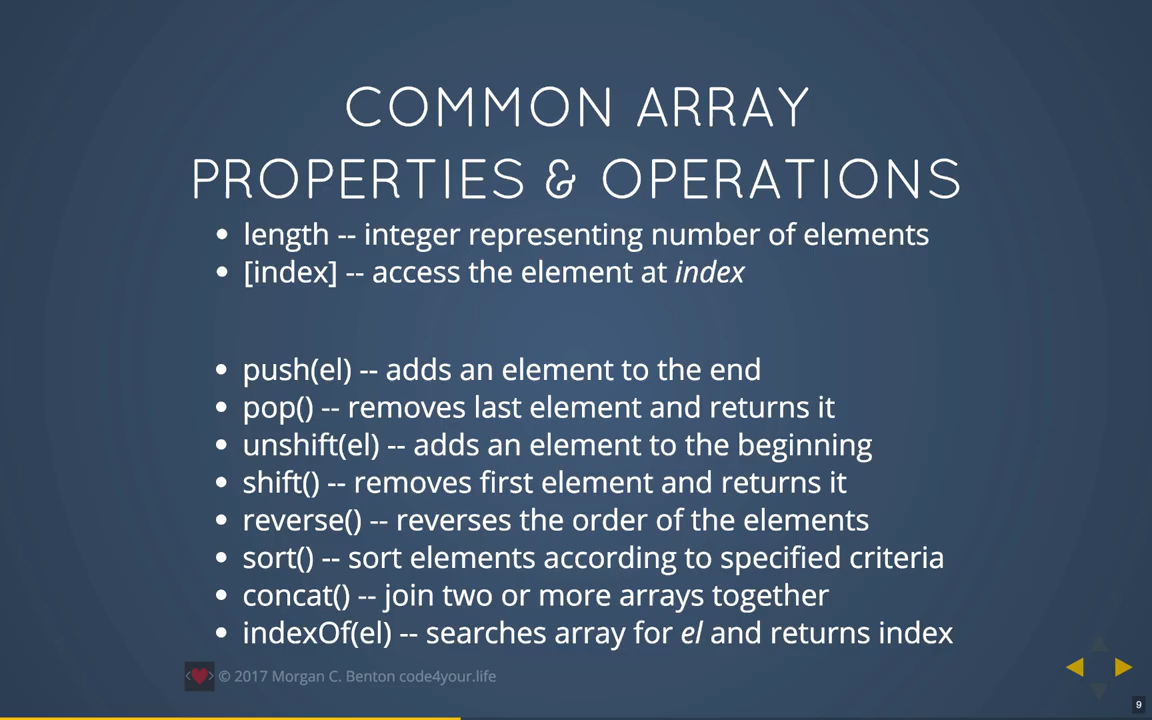 COMMON ARRAY
PROPERTIES & OPERATIONS
• length -- integer representing number of elements
• [index] -- access the element at index
• push(el) -- adds an element to the end
• pop() -- removes last element and returns it
• unshift(el) -- adds an element to the beginning
• shift() -- removes first element and returns it
• reverse() -- reverses the order of the elements
• sort() -- sort elements according to specified criteria
• concat() -- join two or more arrays together
• indexOf(el) -- searches array for el and returns index
© 2017 Morgan C. Benton code4your.life
9